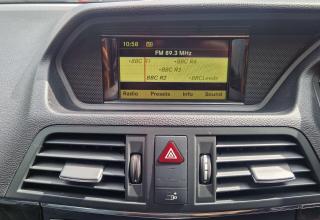 10:58
FM 89.3 MHz
•BBC R1 •BBC R4
•BBC R3
BBC R2 •BBCLeeds
Radio Presets Info Sound